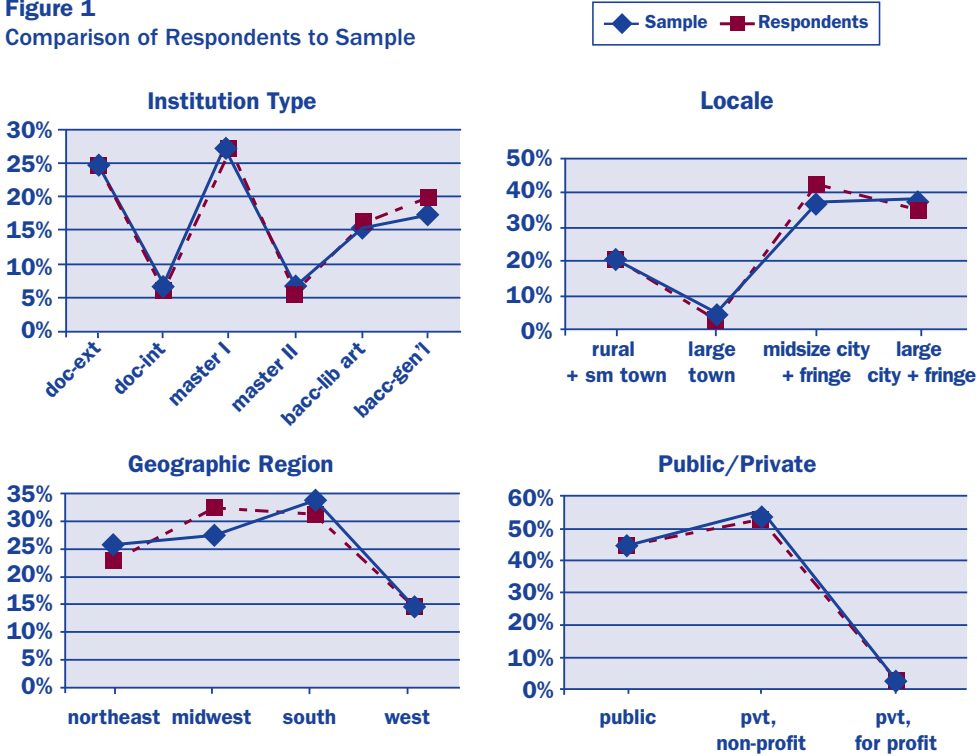 Figure 1
Comparison of Respondents to Sample
Sample Respondents
Institution Type
30%
25%
20%
15%
10%
5%
0%
doc-ext
doc-int
master I
master II
bacc-lib art
bacc-gen'l
Locale
50%
40%
30%
20%
10%
0%
rural
+ sm town
large
town
midsize city
+ fringe
large
city + fringe
Geographic Region
35%
30%
25%
20%
15%
10%
5%
0%
northeast
midwest
south
west
Public/Private
60%
50%
40%
30%
20%
10%
0%
public
pvt,
non-profit
pvt,
for profit